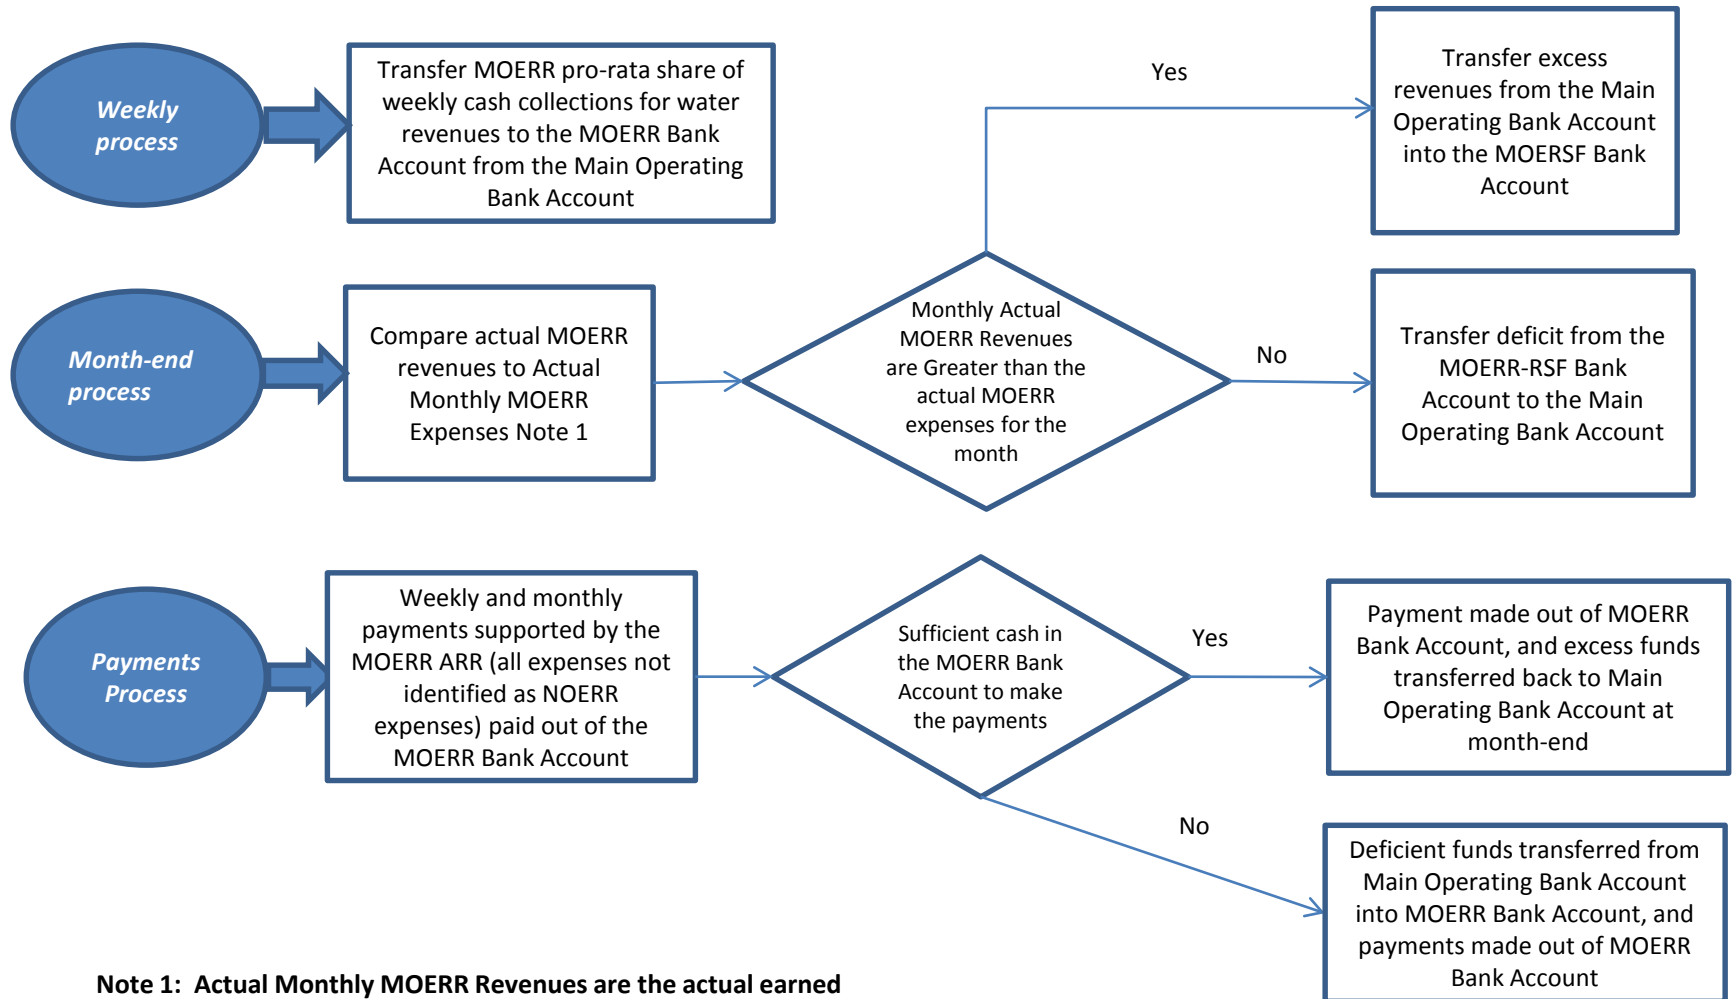 Weekly
process
Transfer MOERR pro-rata share of
weekly cash collections for water
revenues to the MOERR Bank
Account from the Main Operating
Bank Account
Yes
Transfer excess
revenues from the Main
Operating Bank Account
into the MOERSF Bank
Account
Month-end
process
Compare actual MOERR
revenues to Actual
Monthly MOERR
Expenses Note 1
Monthly Actual
MOERR Revenues
are Greater than the
actual MOERR
expenses for the
month
No
Transfer deficit from the
MOERR-RSF Bank
Account to the Main
Operating Bank Account
Payments
Process
Weekly and monthly
payments supported by the
MOERR ARR (all expenses not
identified as NOERR
expenses) paid out of the
MOERR Bank Account
Sufficient cash in
the MOERR Bank
Account to make
the payments
Yes
Payment made out of MOERR
Bank Account, and excess funds
transferred back to Main
Operating Bank Account at
month-end
No
Deficient funds transferred from
Main Operating Bank Account
into MOERR Bank Account, and
payments made out of MOERR
Bank Account
Note 1: Actual Monthly MOERR Revenues are the actual earned